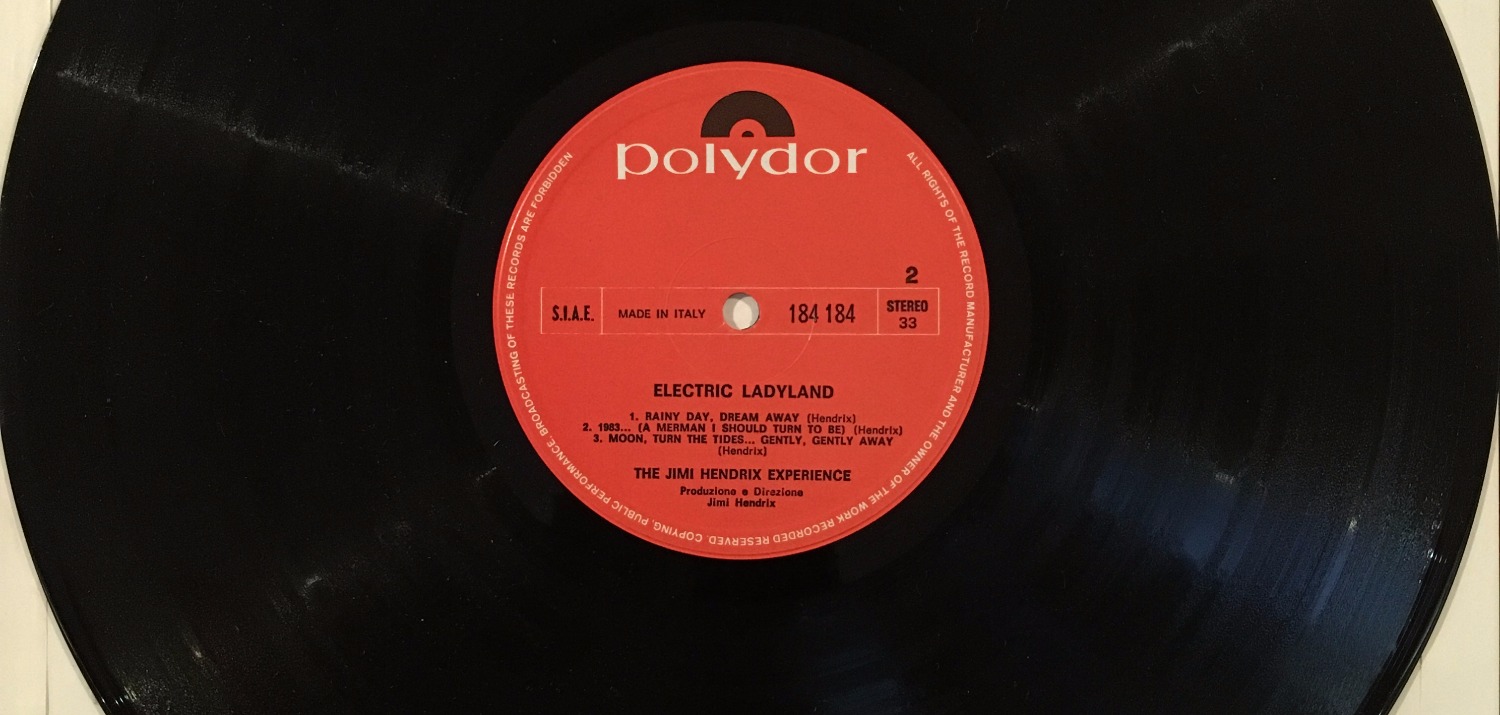 polydor
2
S.I.A.E.
MADE IN ITALY
184 184
STEREO
33
ELECTRIC LADYLAND
1. RAINY DAY, DREAM AWAY (Hendrix)
2. 1983... (A MERMAN I SHOULD TURN TO BE) (Hendrix)
3. MOON, TURN THE TIDES... GENTLY, GENTLY AWAY
(Hendrix)
THE JIMI HENDRIX EXPERIENCE
Produzione e Direzione
Jimi Hendrix
ALL RIGHTS OF THE RECORD MANUFACTURER AND THE OWNER OF THE WORK RECORDED RESERVED. COPYING, PUBLIC PERFORMANCE, BROADCASTING OF THESE RECORDS ARE FORBIDDEN